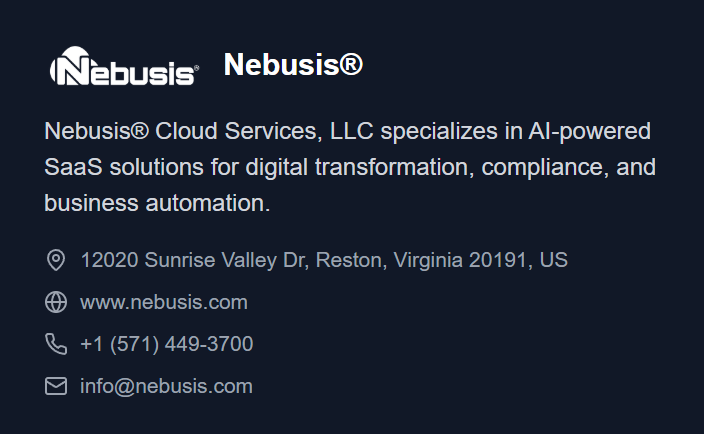 Nebusis® Nebusis®
Nebusis® Cloud Services, LLC specializes in AI-powered
SaaS solutions for digital transformation, compliance, and
business automation.
12020 Sunrise Valley Dr, Reston, Virginia 20191, US
www.nebusis.com
+1 (571) 449-3700
info@nebusis.com